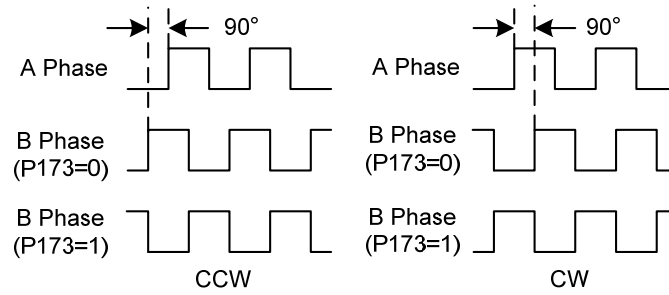 90°
A Phase
B Phase
(P173=0)
B Phase
(P173=1)
CCW
90°
A Phase
B Phase
(P173=0)
B Phase
(P173=1)
CW